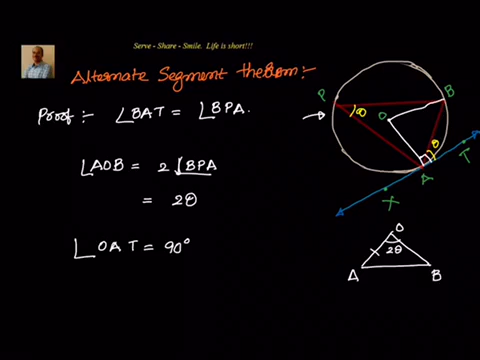 Serve - Share - Smile. Life is short!!!
Alternate Segment theorem :-
Proof :- ∠BAT = ∠BPA.
∠AOB = 2∠BPA
= 2θ
∠OAT = 90°
P
B
O
θ
θ
T
A
X
O
2θ
A
B